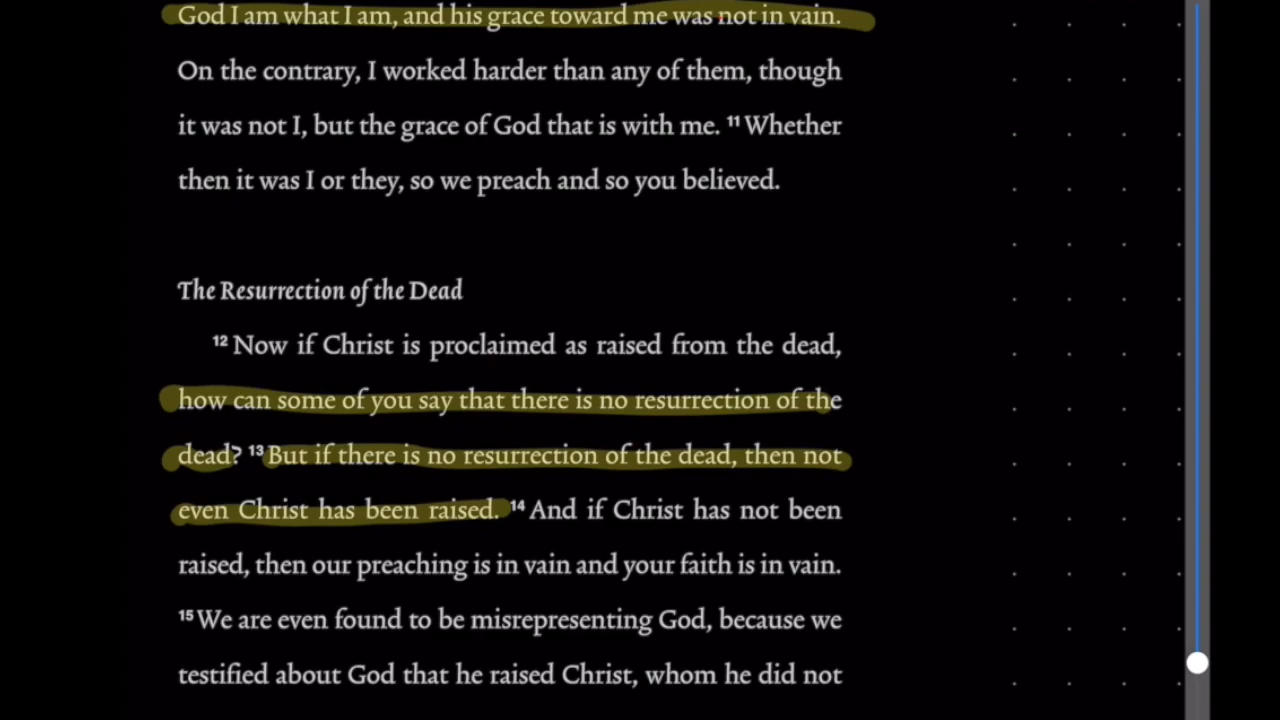 God I am what I am, and his grace toward me was not in vain.
On the contrary, I worked harder than any of them, though
it was not I, but the grace of God that is with me. ¹¹ Whether
then it was I or they, so we preach and so you believed.
The Resurrection of the Dead
¹² Now if Christ is proclaimed as raised from the dead,
how can some of you say that there is no resurrection of the
dead? ¹³ But if there is no resurrection of the dead, then not
even Christ has been raised. ¹⁴ And if Christ has not been
raised, then our preaching is in vain and your faith is in vain.
¹⁵ We are even found to be misrepresenting God, because we
testified about God that he raised Christ, whom he did not